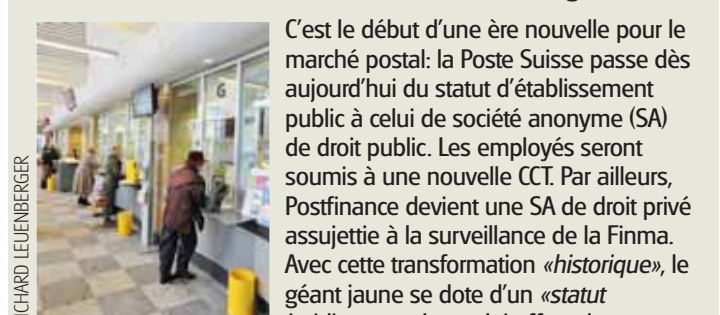 C'est le début d'une ère nouvelle pour le
marché postal: la Poste Suisse passe dès
aujourd'hui du statut d'établissement
public à celui de société anonyme (SA)
de droit public. Les employés seront
soumis à une nouvelle CCT. Par ailleurs,
Postfinance devient une SA de droit privé
assujettie à la surveillance de la Finma.
Avec cette transformation «historique», le
géant jaune se dote d'un «statut
G
ICHARD LEUENBERGER